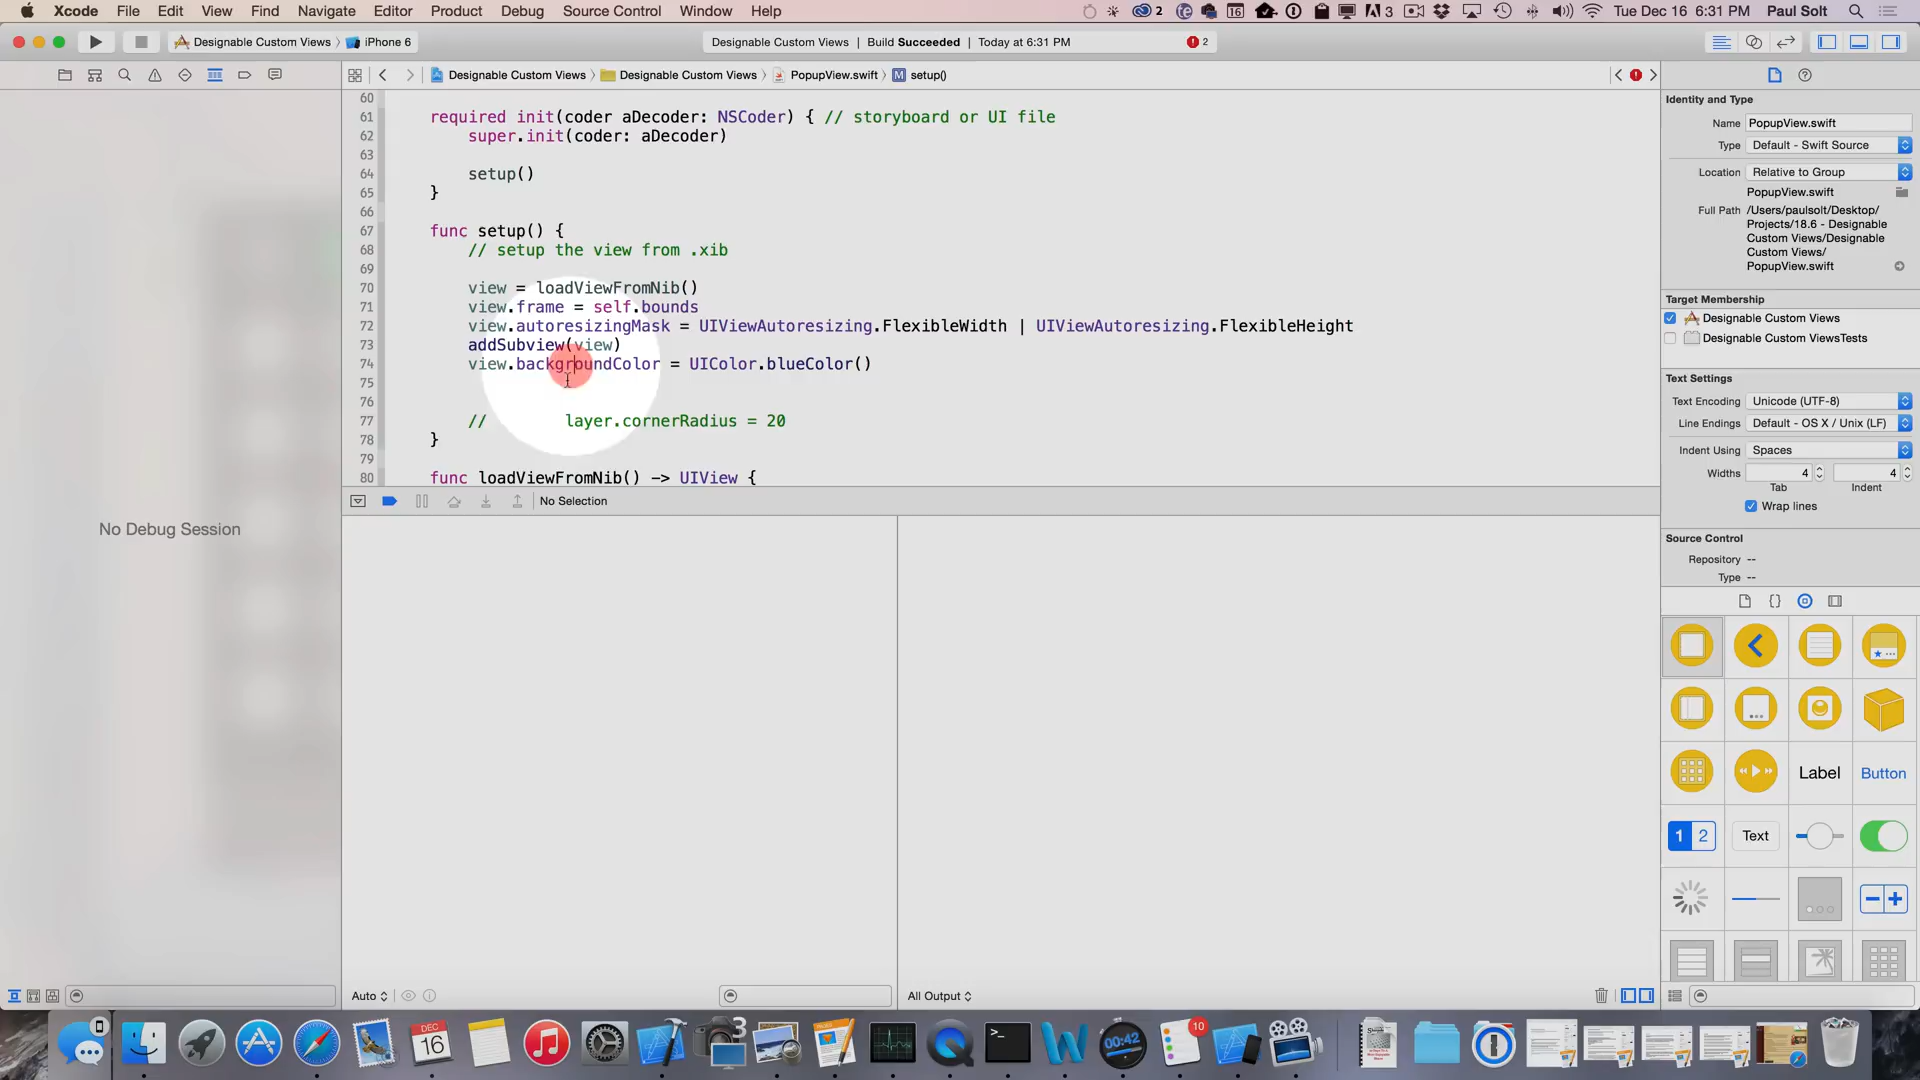 Xcode File Edit View Find Navigate Editor Product Debug Source Control Window Help
2 16 3 Tue Dec 16 6:31 PM Paul Solt
Designable Custom Views iPhone 6
Designable Custom Views | Build Succeeded | Today at 6:31 PM 2
Designable Custom Views Designable Custom Views PopupView.swift M setup()
60
61 required init(coder aDecoder: NSCoder) { // storyboard or UI file
62 super.init(coder: aDecoder)
63
64 setup()
65 }
66
67 func setup() {
68 // setup the view from .xib
69
70 view = loadViewFromNib()
71 view.frame = self.bounds
72 view.autoresizingMask = UIViewAutoresizing.FlexibleWidth | UIViewAutoresizing.FlexibleHeight
73 addSubview(view)
74 view.backgroundColor = UIColor.blueColor()
75
76
77 // layer.cornerRadius = 20
78 }
79
80 func loadViewFromNib() -> UIView {
No Selection
No Debug Session
Auto
All Output
Identity and Type
Name PopupView.swift
Type Default - Swift Source
Location Relative to Group
PopupView.swift
Full Path /Users/paulsolt/Desktop/
Projects/18.6 - Designable
Custom Views/Designable
Custom Views/
PopupView.swift
Target Membership
Designable Custom Views
Designable Custom ViewsTests
Text Settings
Text Encoding Unicode (UTF-8)
Line Endings Default - OS X / Unix (LF)
Indent Using Spaces
Widths 4 4
Tab Indent
Wrap lines
Source Control
Repository --
Type --
{}
Label Button
1 2 Text
DEC
16
3
>_
00:42
10